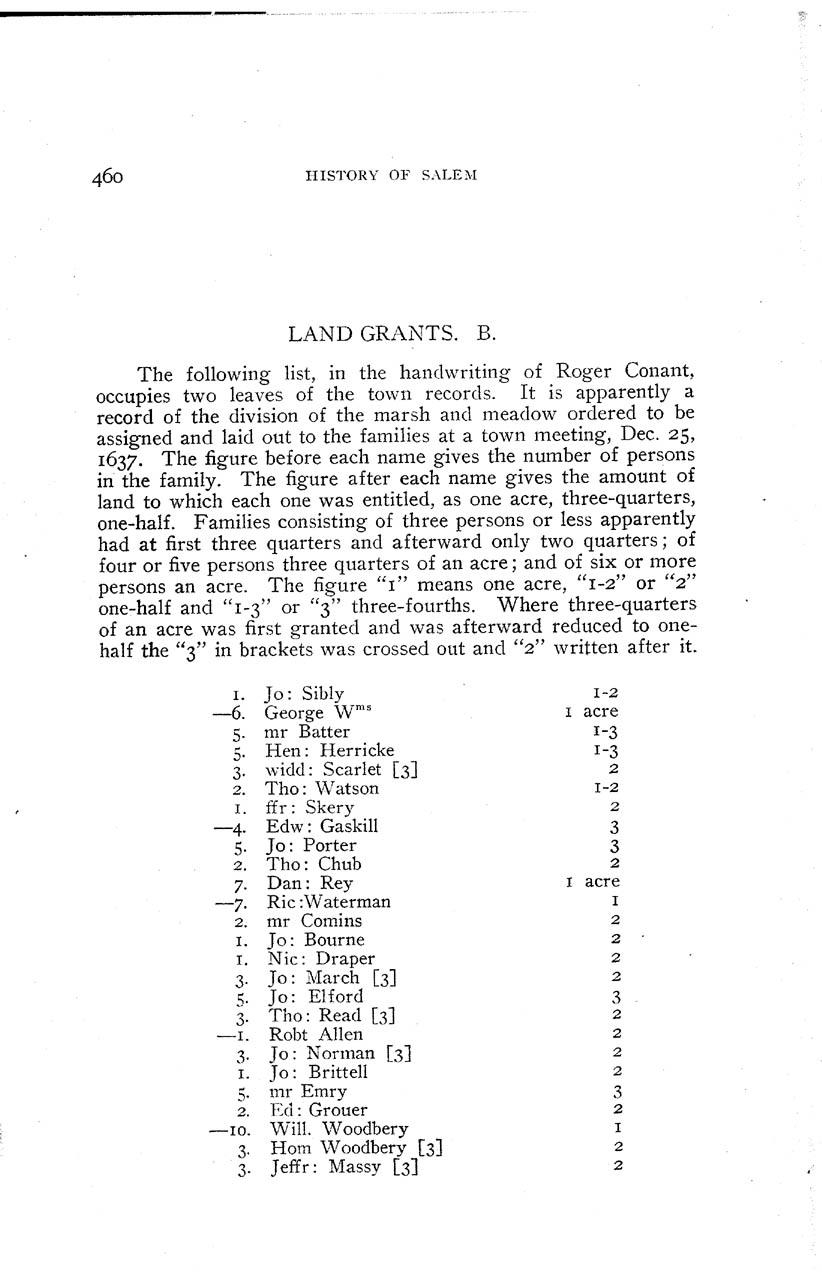 460 HISTORY OF SALEM
LAND GRANTS. B.
The following list, in the handwriting of Roger Conant,
occupies two leaves of the town records. It is apparently a
record of the division of the marsh and meadow ordered to be
assigned and laid out to the families at a town meeting, Dec. 25,
1637. The figure before each name gives the number of persons
in the family. The figure after each name gives the amount of
land to which each one was entitled, as one acre, three-quarters,
one-half. Families consisting of three persons or less apparently
had at first three quarters and afterward only two quarters; of
four or five persons three quarters of an acre; and of six or more
persons an acre. The figure “1” means one acre, “1-2” or “2”
one-half and “1-3” or “3” three-fourths. Where three-quarters
of an acre was first granted and was afterward reduced to one-
half the “3” in brackets was crossed out and “2” written after it.
1. Jo: Sibly 1-2
—6. George Wms 1 acre
5. mr Batter 1-3
5. Hen: Herricke 1-3
3. widd: Scarlet [3] 2
2. Tho: Watson 1-2
1. ffr: Skery 2
—4. Edw: Gaskill 3
5. Jo: Porter 3
2. Tho: Chub 2
7. Dan: Rey 1 acre
—7. Ric:Waterman 1
2. mr Comins 2
1. Jo: Bourne 2
1. Nic: Draper 2
3. Jo: March [3] 2
5. Jo: Elford 3
3. Tho: Read [3] 2
—1. Robt Allen 2
3. Jo: Norman [3] 2
1. Jo: Brittell 2
5. mr Emry 3
2. Ed: Grouer 2
—10. Will. Woodbery 1
3. Hom Woodbery [3] 2
3. Jeffr: Massy [3] 2